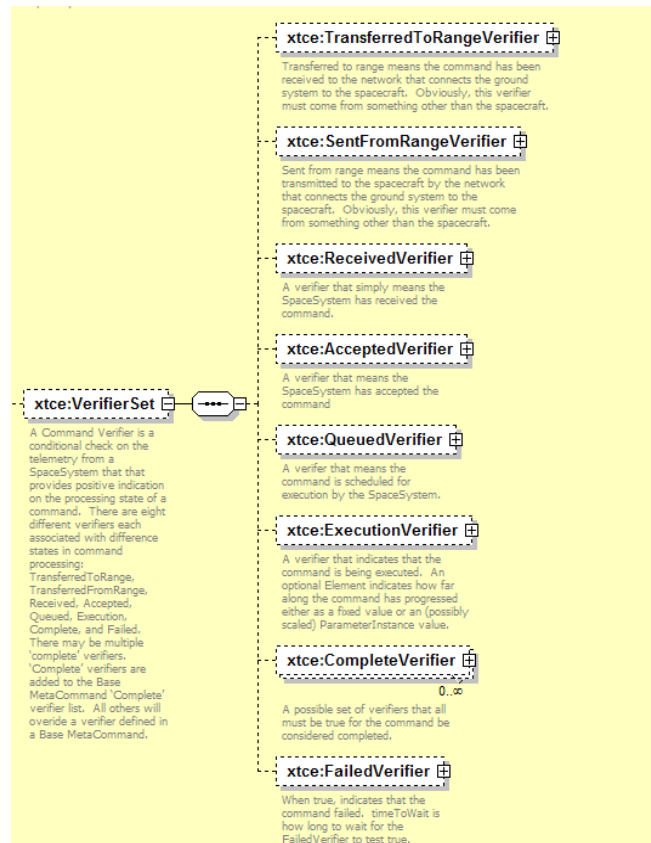 xtce:TransferredToRangeVerifier
Transferred to range means the command has been
received to the network that connects the ground
system to the spacecraft.  Obviously, this verifier
must come from something other than the spacecraft.
xtce:SentFromRangeVerifier
Sent from range means the command has been
transmitted to the spacecraft by the network
that connects the ground system to the
spacecraft.  Obviously, this verifier must come
from something other than the spacecraft.
xtce:ReceivedVerifier
A verifier that simply means the
SpaceSystem has received the
command.
xtce:AcceptedVerifier
A verifier that means the
SpaceSystem has accepted the
command
xtce:VerifierSet
A Command Verifier is a
conditional check on the
telemetry from a
SpaceSystem that that
provides positive indication
on the processing state of a
command.  There are eight
different verifiers each
associated with difference
states in command
processing:
TransferredToRange,
TransferredFromRange,
Received, Accepted,
Queued, Execution,
Complete, and Failed.
There may be multiple
‘complete’ verifiers.
‘Complete’ verifiers are
added to the Base
MetaCommand ‘Complete’
verifier list.  All others will
overide a verifier defined in
a Base MetaCommand.
xtce:QueuedVerifier
A verifer that means the
command is scheduled for
execution by the SpaceSystem.
xtce:ExecutionVerifier
A verifier that indicates that the
command is being executed.  An
optional Element indicates how far
along the command has progressed
either as a fixed value or an (possibly
scaled) ParameterInstance value.
xtce:CompleteVerifier
0..∞
A possible set of verifiers that all
must be true for the command be
considered completed.
xtce:FailedVerifier
When true, indicates that the
command failed.  timeToWait is
how long to wait for the
FailedVerifier to test true.